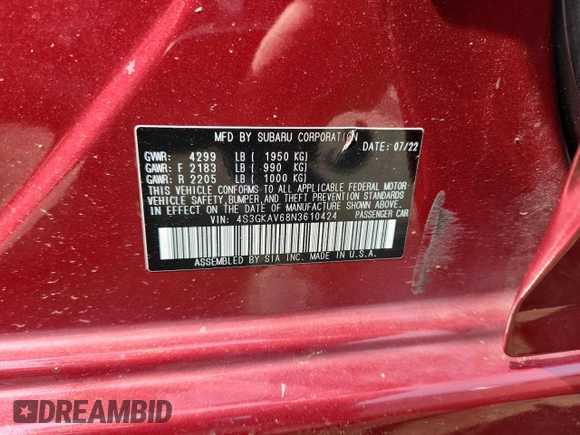 MFD BY SUBARU CORPORATION
DATE: 07/22
GVWR: 4299 LB ( 1950 KG)
GAWR: F 2183 LB ( 990 KG)
GAWR: R 2205 LB ( 1000 KG)
THIS VEHICLE CONFORMS TO ALL APPLICABLE FEDERAL MOTOR
VEHICLE SAFETY, BUMPER, AND THEFT PREVENTION STANDARDS
IN EFFECT ON THE DATE OF MANUFACTURE SHOWN ABOVE.
VIN: 4S3GKAV68N3610424 PASSENGER CAR
ASSEMBLED BY SIA INC. MADE IN U.S.A.
DREAMBID